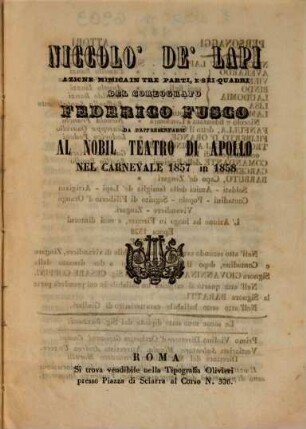 NICCOLO' DE' LAPI
AZIONE MIMICA IN TRE PARTI, E SEI QUADRI
DEL COREOGRAFO
FEDERICO FUSCO
DA RAPPRESENTARSI
AL NOBIL TEATRO DI APOLLO
NEL CARNEVALE 1857 in 1858
ROMA
Si trova vendibile nella Tipografia Olivieri
presso Piazza di Sciarra al Corso N. 336.